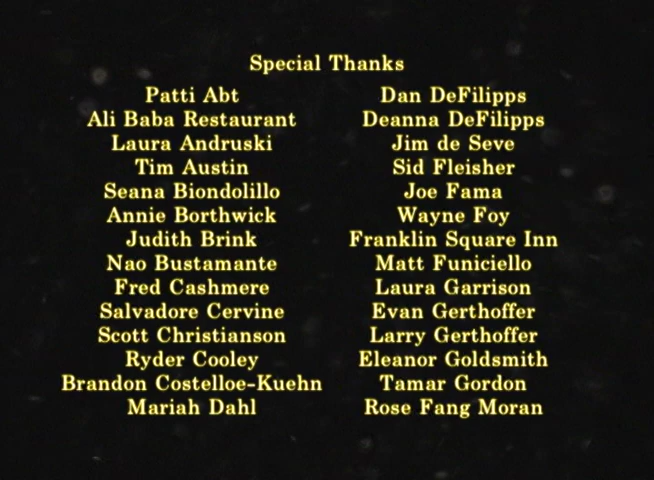 Special Thanks
Patti Abt
Ali Baba Restaurant
Laura Andruski
Tim Austin
Seana Biondolillo
Annie Borthwick
Judith Brink
Nao Bustamante
Fred Cashmere
Salvadore Cervine
Scott Christianson
Ryder Cooley
Brandon Costelloe-Kuehn
Mariah Dahl
Dan DeFilipps
Deanna DeFilipps
Jim de Seve
Sid Fleisher
Joe Fama
Wayne Foy
Franklin Square Inn
Matt Funiciello
Laura Garrison
Evan Gerthoffer
Larry Gerthoffer
Eleanor Goldsmith
Tamar Gordon
Rose Fang Moran